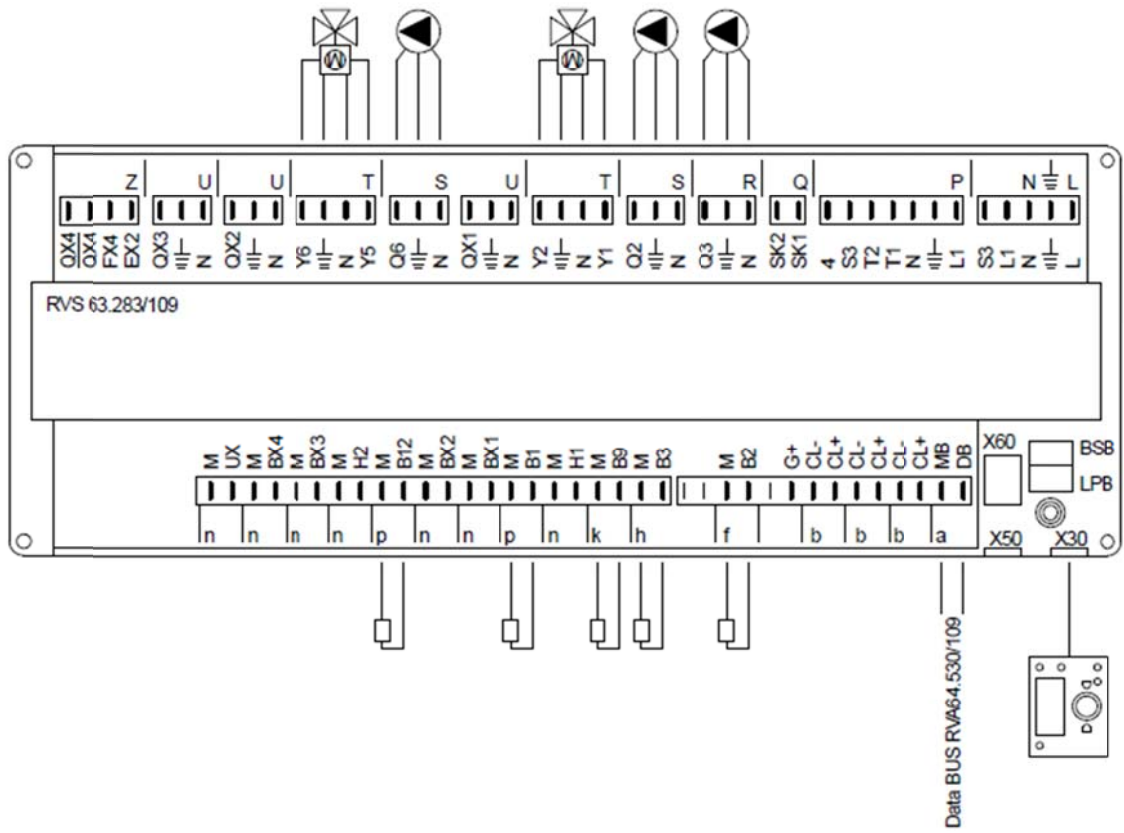 Z U U T S U T S R Q P N L
QX4 QX4 FX4 EX2 QX3 N QX2 N Y6 N Y5 Q6 N QX1 N Y2 N Y1 Q2 N Q3 N SK2 SK1 4 S3 T2 T1 N L1 S3 L1 N L
RVS 63.283/109
M UX M BX4 M BX3 M H2 M B12 M BX2 M BX1 M B1 M H1 M B9 M B3 M B2 G+ CL- CL+ CL- CL+ CL- CL+ MB DB
X60 BSB
LPB
n n n n p n n p n k h f b b b a
X50 X30
Data BUS RVA64.530/109